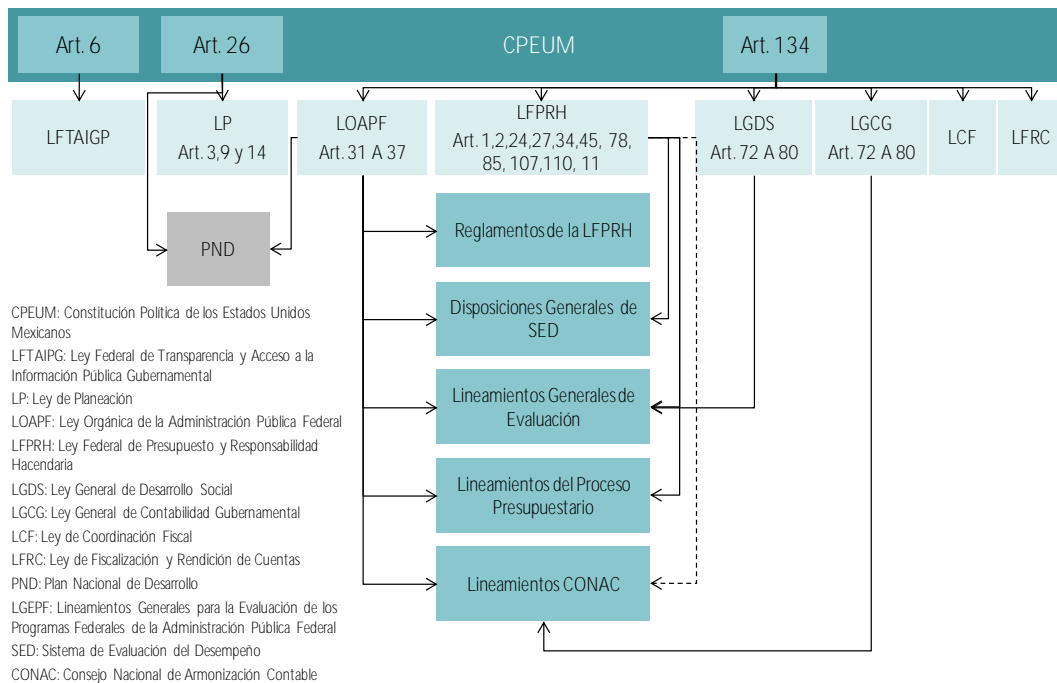 Art. 6
Art. 26
CPEUM
Art. 134
LFTAIGP
LP
Art. 3,9 y 14
LOAPF
Art. 31 A 37
LFPRH
Art. 1,2,24,27,34,45, 78,
85, 107,110, 11
LGDS
Art. 72 A 80
LGCG
Art. 72 A 80
LCF
LFRC
PND
Reglamentos de la LFPRH
Disposiciones Generales de
SED
Lineamientos Generales de
Evaluación
Lineamientos del Proceso
Presupuestario
Lineamientos CONAC
CPEUM: Constitución Política de los Estados Unidos
Mexicanos
LFTAIPG: Ley Federal de Transparencia y Acceso a la
Información Pública Gubernamental
LP: Ley de Planeación
LOAPF: Ley Orgánica de la Administración Pública Federal
LFPRH: Ley Federal de Presupuesto y Responsabilidad
Hacendaria
LGDS: Ley General de Desarrollo Social
LGCG: Ley General de Contabilidad Gubernamental
LCF: Ley de Coordinación Fiscal
LFRC: Ley de Fiscalización y Rendición de Cuentas
PND: Plan Nacional de Desarrollo
LGEPF: Lineamientos Generales para la Evaluación de los
Programas Federales de la Administración Pública Federal
SED: Sistema de Evaluación del Desempeño
CONAC: Consejo Nacional de Armonización Contable